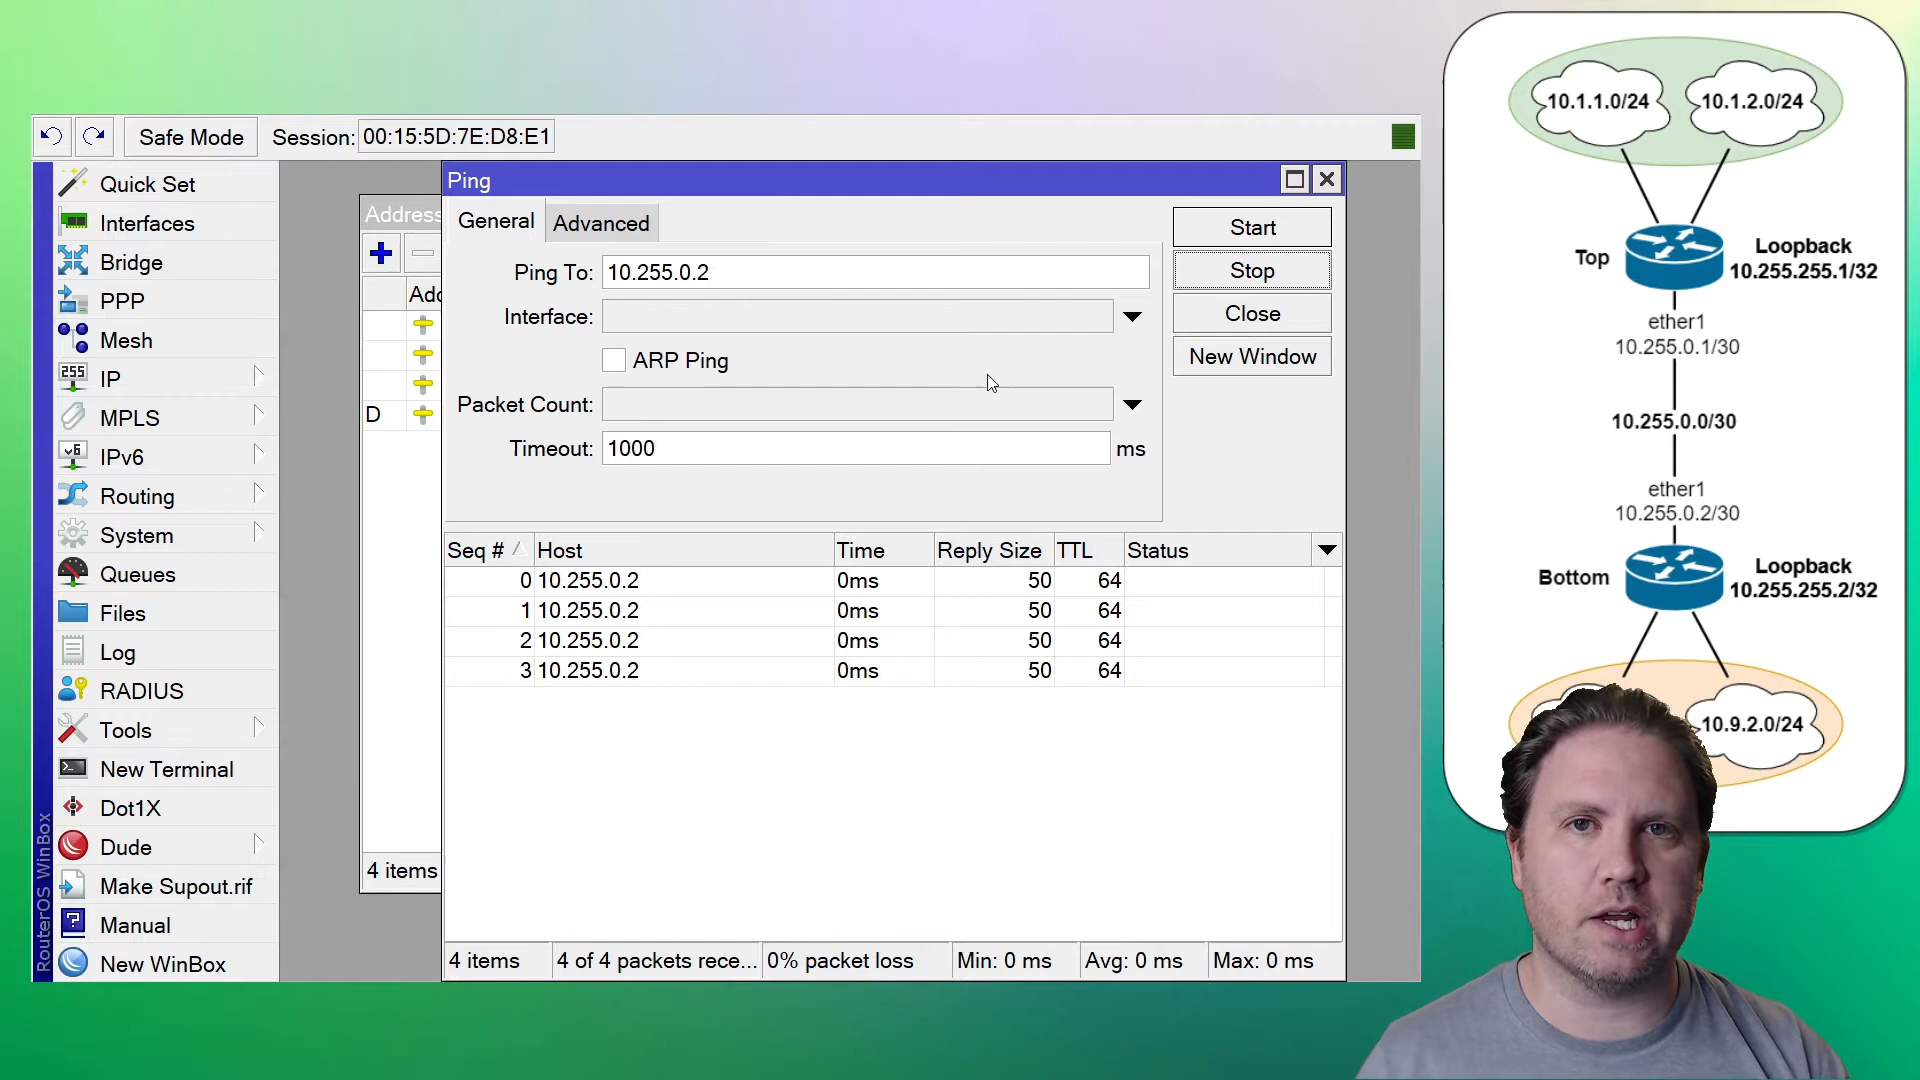 Safe Mode
Session: 00:15:5D:7E:D8:E1
RouterOS WinBox
Quick Set
Interfaces
Bridge
PPP
Mesh
255
IP
MPLS
v6
IPv6
Routing
System
Queues
Files
Log
RADIUS
Tools
New Terminal
Dot1X
Dude
Make Supout.rif
Manual
New WinBox
Address
Add
D
4 items
Ping
General
Advanced
Ping To: 10.255.0.2
Interface:
ARP Ping
Packet Count:
Timeout: 1000 ms
Start
Stop
Close
New Window
Seq # Host Time Reply Size TTL Status
0 10.255.0.2 0ms 50 64
1 10.255.0.2 0ms 50 64
2 10.255.0.2 0ms 50 64
3 10.255.0.2 0ms 50 64
4 items 4 of 4 packets rece... 0% packet loss Min: 0 ms Avg: 0 ms Max: 0 ms
10.1.1.0/24
10.1.2.0/24
Top
Loopback
10.255.255.1/32
ether1
10.255.0.1/30
10.255.0.0/30
ether1
10.255.0.2/30
Bottom
Loopback
10.255.255.2/32
10.9.2.0/24